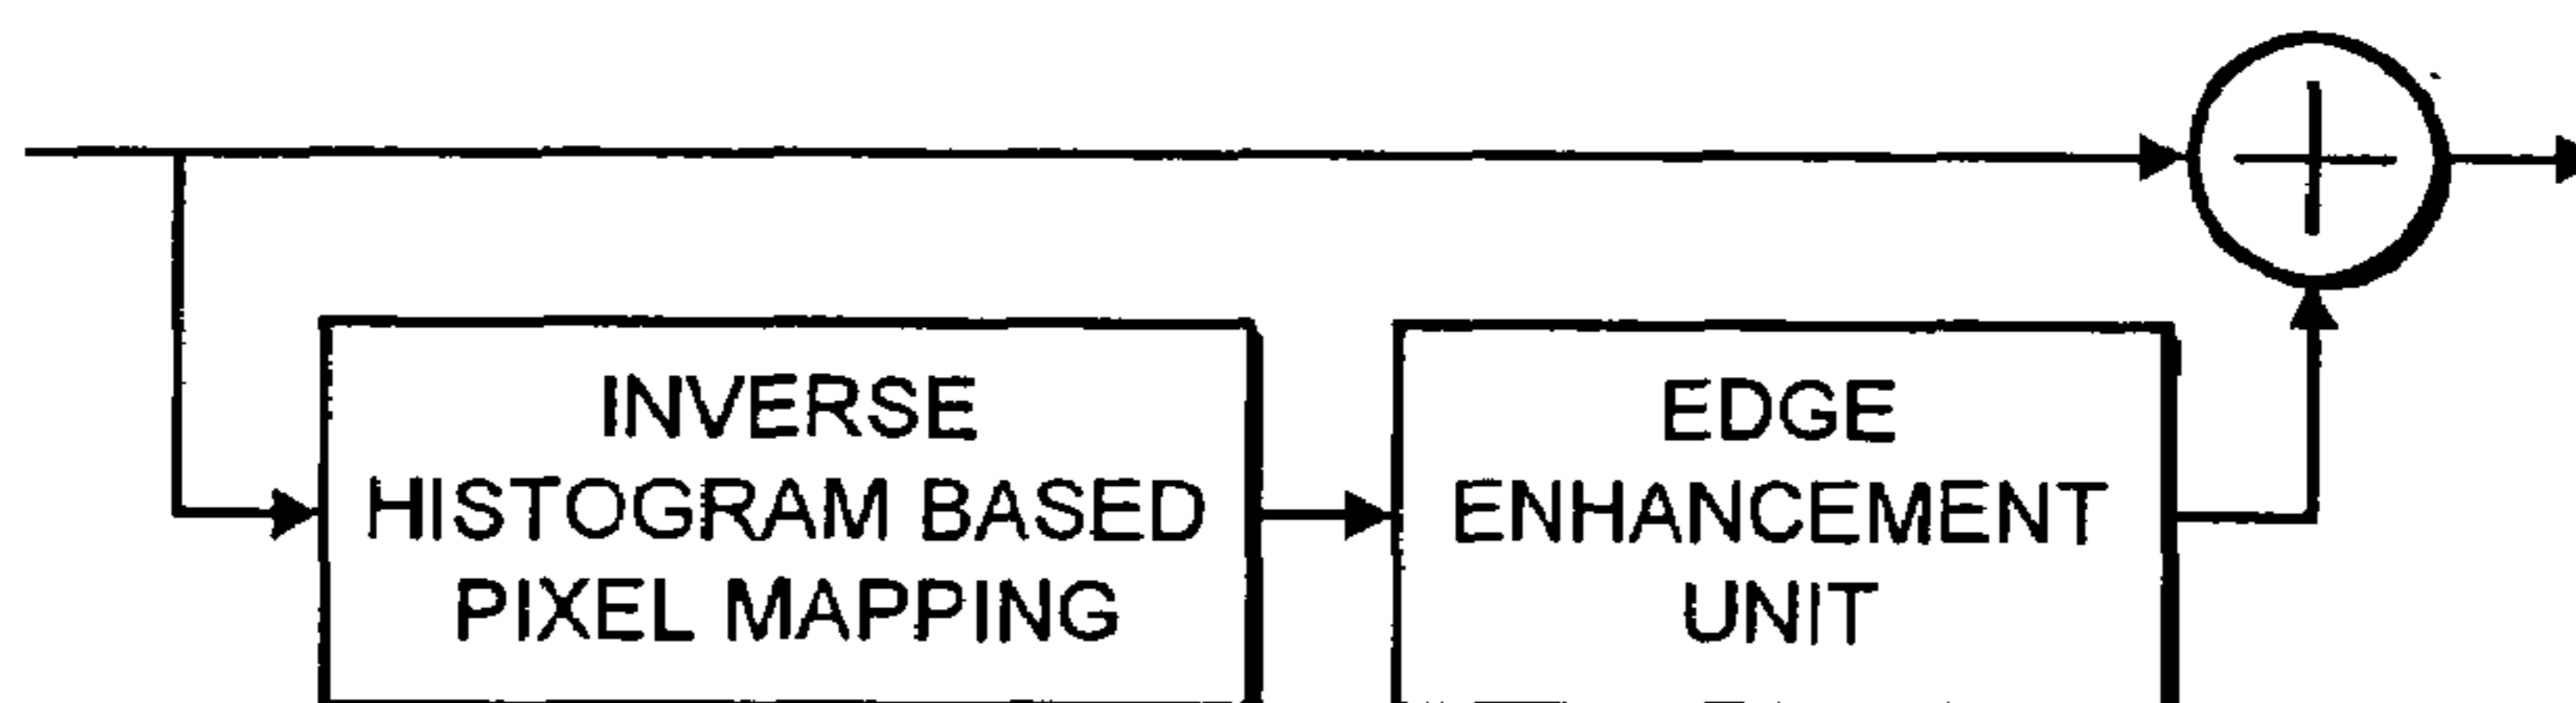 INVERSE
HISTOGRAM BASED
PIXEL MAPPING
EDGE
ENHANCEMENT
UNIT